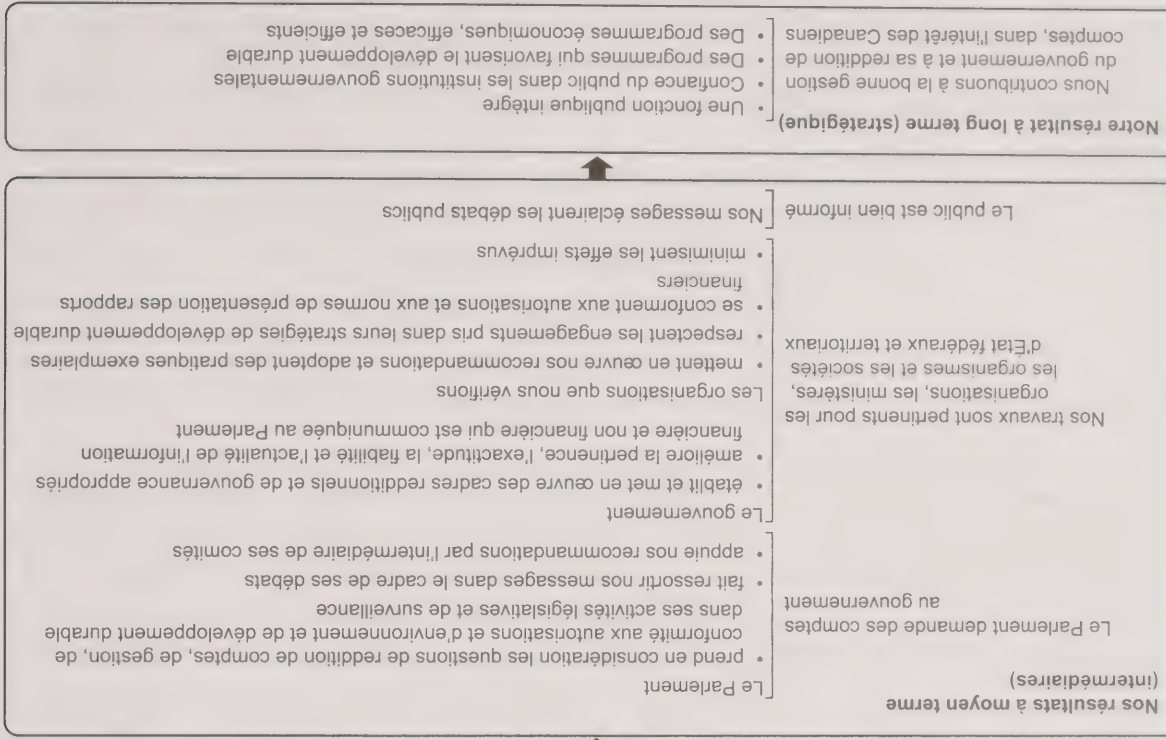 Nos résultats à moyen terme
(intermédiaires)
Le Parlement demande des comptes
au gouvernement
Le Parlement
• prend en considération les questions de reddition de comptes, de gestion, de
conformité aux autorisations et d'environnement et de développement durable
dans ses activités législatives et de surveillance
• fait ressortir nos messages dans le cadre de ses débats
• appuie nos recommandations par l'intermédiaire de ses comités
Nos travaux sont pertinents pour les
organisations, les ministères,
les organismes et les sociétés
d'État fédéraux et territoriaux
Le gouvernement
• établit et met en œuvre des cadres redditionnels et de gouvernance appropriés
• améliore la pertinence, l'exactitude, la fiabilité et l'actualité de l'information
financière et non financière qui est communiquée au Parlement
Les organisations que nous vérifions
• mettent en œuvre nos recommandations et adoptent des pratiques exemplaires
• respectent les engagements pris dans leurs stratégies de développement durable
• se conforment aux autorisations et aux normes de présentation des rapports
financiers
• minimisent les effets imprévus
Le public est bien informé
Nos messages éclairent les débats publics
Notre résultat à long terme (stratégique)
Nous contribuons à la bonne gestion
du gouvernement et à sa reddition de
comptes, dans l'intérêt des Canadiens
• Une fonction publique intègre
• Confiance du public dans les institutions gouvernementales
• Des programmes qui favorisent le développement durable
• Des programmes économiques, efficaces et efficients